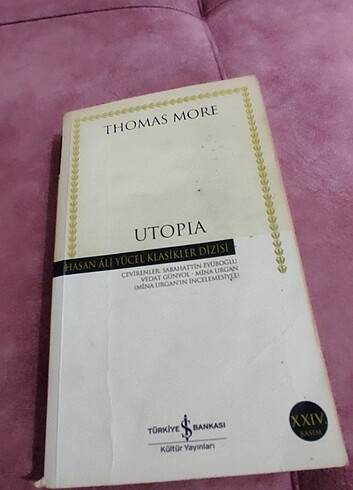 THOMAS MORE
UTOPIA
HASAN ÂLİ YÜCEL KLASİKLER DİZİSİ
ÇEVİRENLER: SABAHATTİN EYÜBOĞLU
VEDAT GÜNYOL - MİNA URGAN
(MİNA URGAN'IN İNCELEMESİYLE)
XXIV.
BASIM
TÜRKİYE İŞ BANKASI
Kültür Yayınları